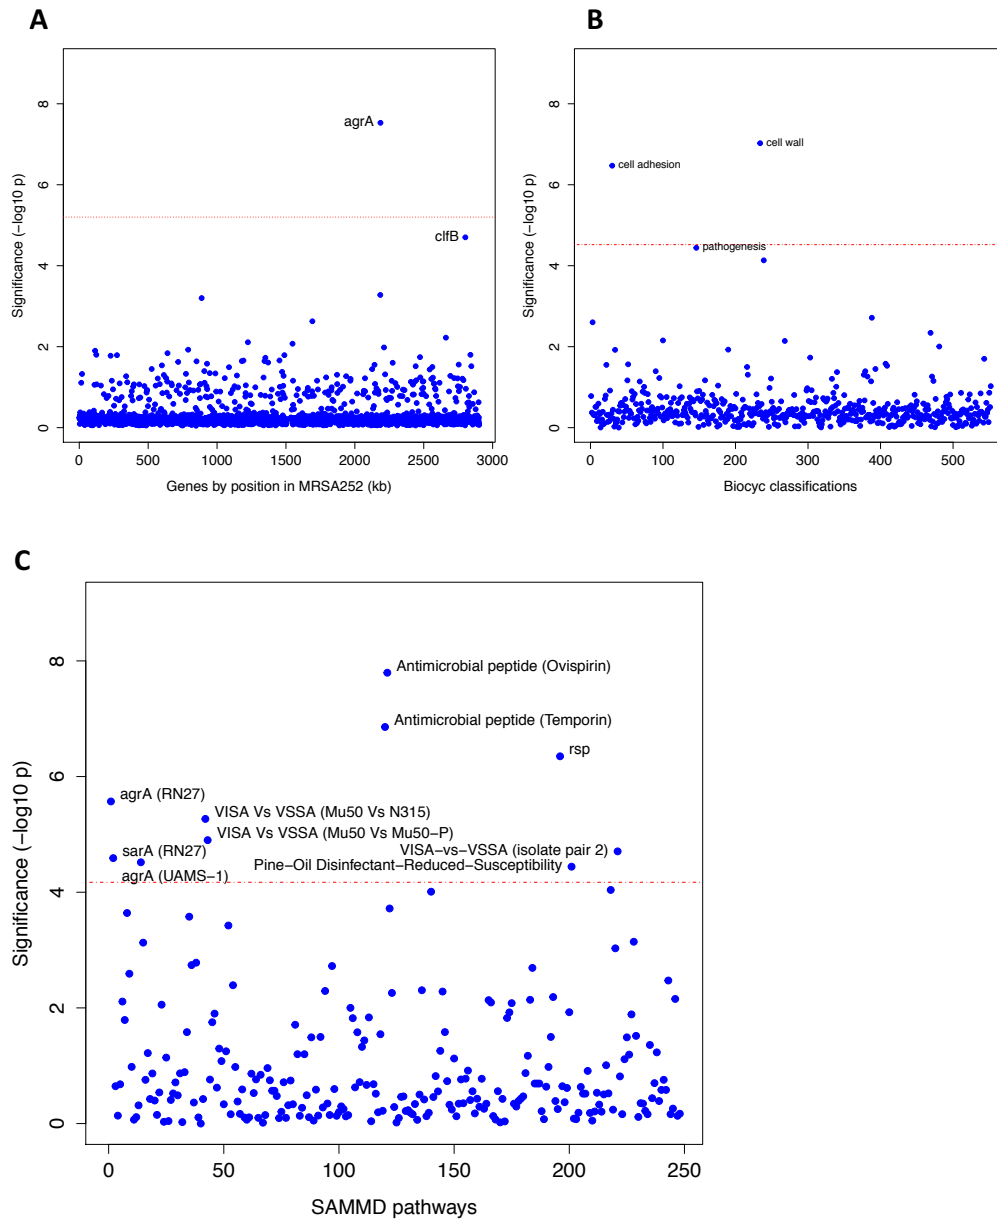 A
B
8
6
4
2
0
Significance (−log10 p)
agrA
clfB
0
500
1000
1500
2000
2500
3000
Genes by position in MRSA252 (kb)
8
6
4
2
0
Significance (−log10 p)
cell wall
cell adhesion
pathogenesis
0
100
200
300
400
500
Biocyc classifications
C
8
6
4
2
0
Significance (−log10 p)
Antimicrobial peptide (Ovispirin)
Antimicrobial peptide (Temporin)
rsp
agrA (RN27)
VISA Vs VSSA (Mu50 Vs N315)
VISA Vs VSSA (Mu50 Vs Mu50−P)
sarA (RN27)
VISA−vs−VSSA (isolate pair 2)
Pine−Oil Disinfectant−Reduced−Susceptibility
agrA (UAMS−1)
0
50
100
150
200
250
SAMMD pathways